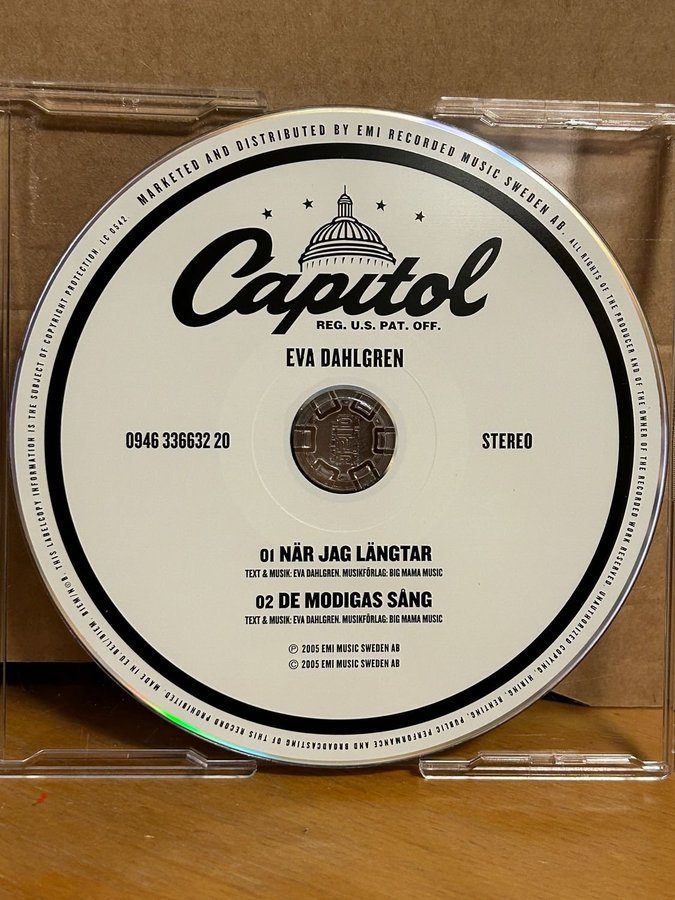 MARKETED AND DISTRIBUTED BY EMI RECORDED MUSIC SWEDEN AB. ALL RIGHTS OF THE PRODUCER AND OF THE OWNER OF THE RECORDED WORK RESERVED. UNAUTHORIZED COPYING, HIRING, RENTING, PUBLIC PERFORMANCE AND BROADCASTING OF THIS RECORD PROHIBITED. MADE IN EU. BEL/BIEM. BIEM/N©B. THIS LABELCOPY INFORMATION IS THE SUBJECT OF COPYRIGHT PROTECTION. LC 0542
Capitol
REG. U.S. PAT. OFF.
EVA DAHLGREN
0946 336632 20
STEREO
01 NÄR JAG LÄNGTAR
TEXT & MUSIK: EVA DAHLGREN. MUSIKFÖRLAG: BIG MAMA MUSIC
02 DE MODIGAS SÅNG
TEXT & MUSIK: EVA DAHLGREN. MUSIKFÖRLAG: BIG MAMA MUSIC
℗ 2005 EMI MUSIC SWEDEN AB
© 2005 EMI MUSIC SWEDEN AB